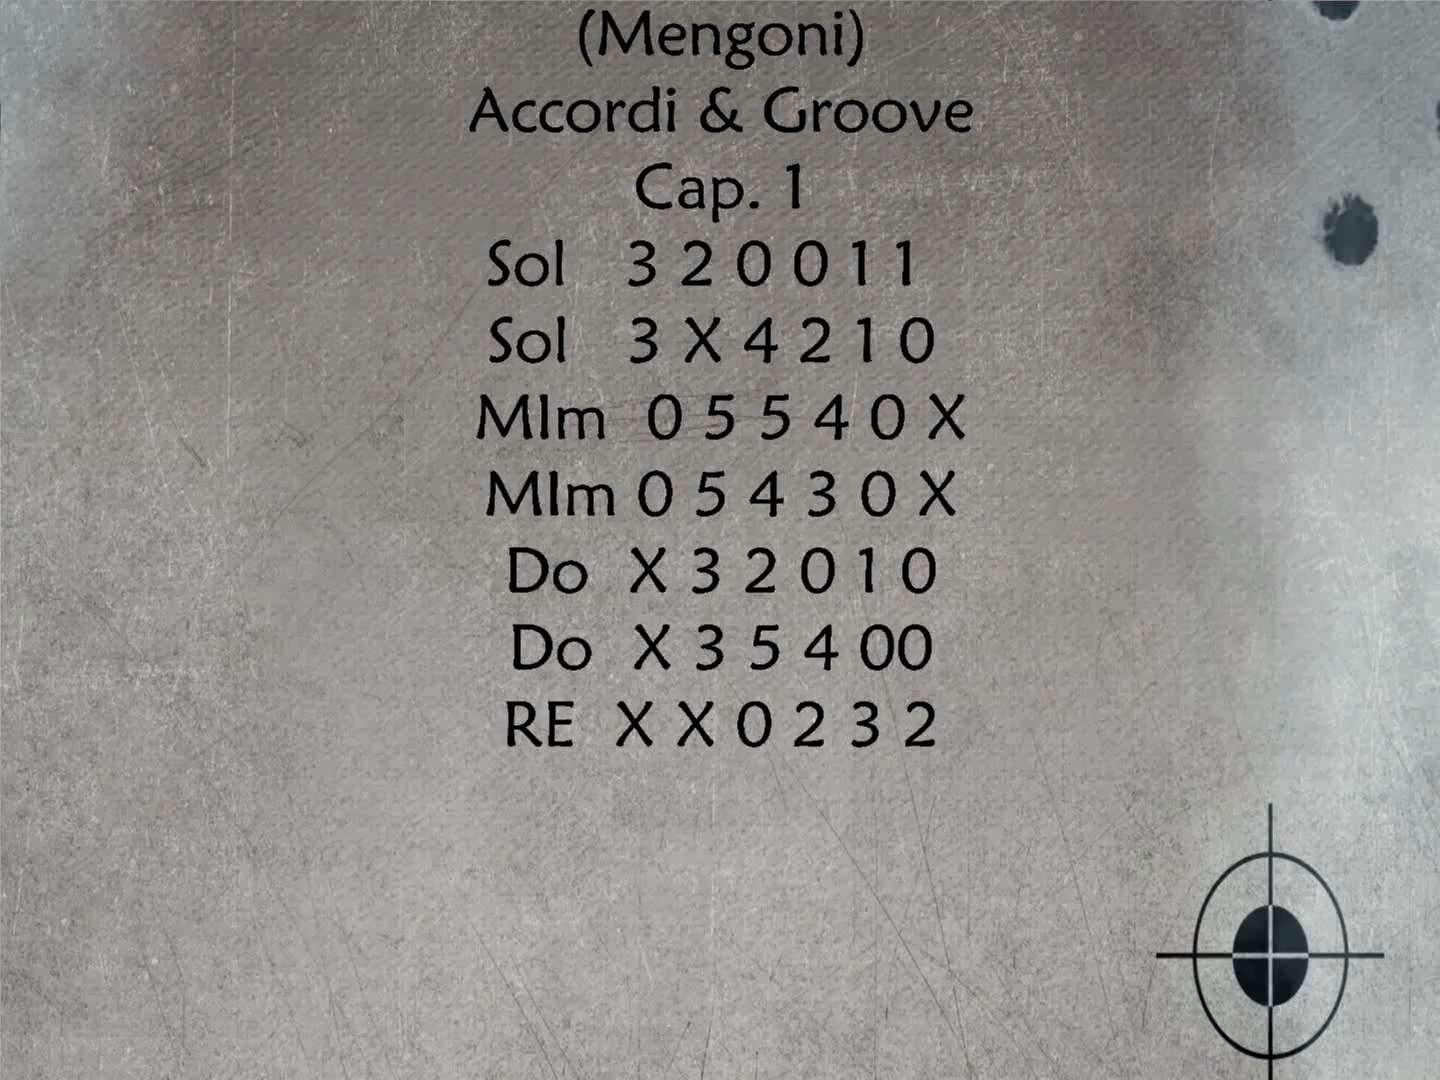 (Mengoni)
Accordi & Groove
Cap. 1
Sol 3 2 0 0 1 1
Sol 3 X 4 2 1 0
MIm 0 5 5 4 0 X
MIm 0 5 4 3 0 X
Do X 3 2 0 1 0
Do X 3 5 4 00
RE X X 0 2 3 2